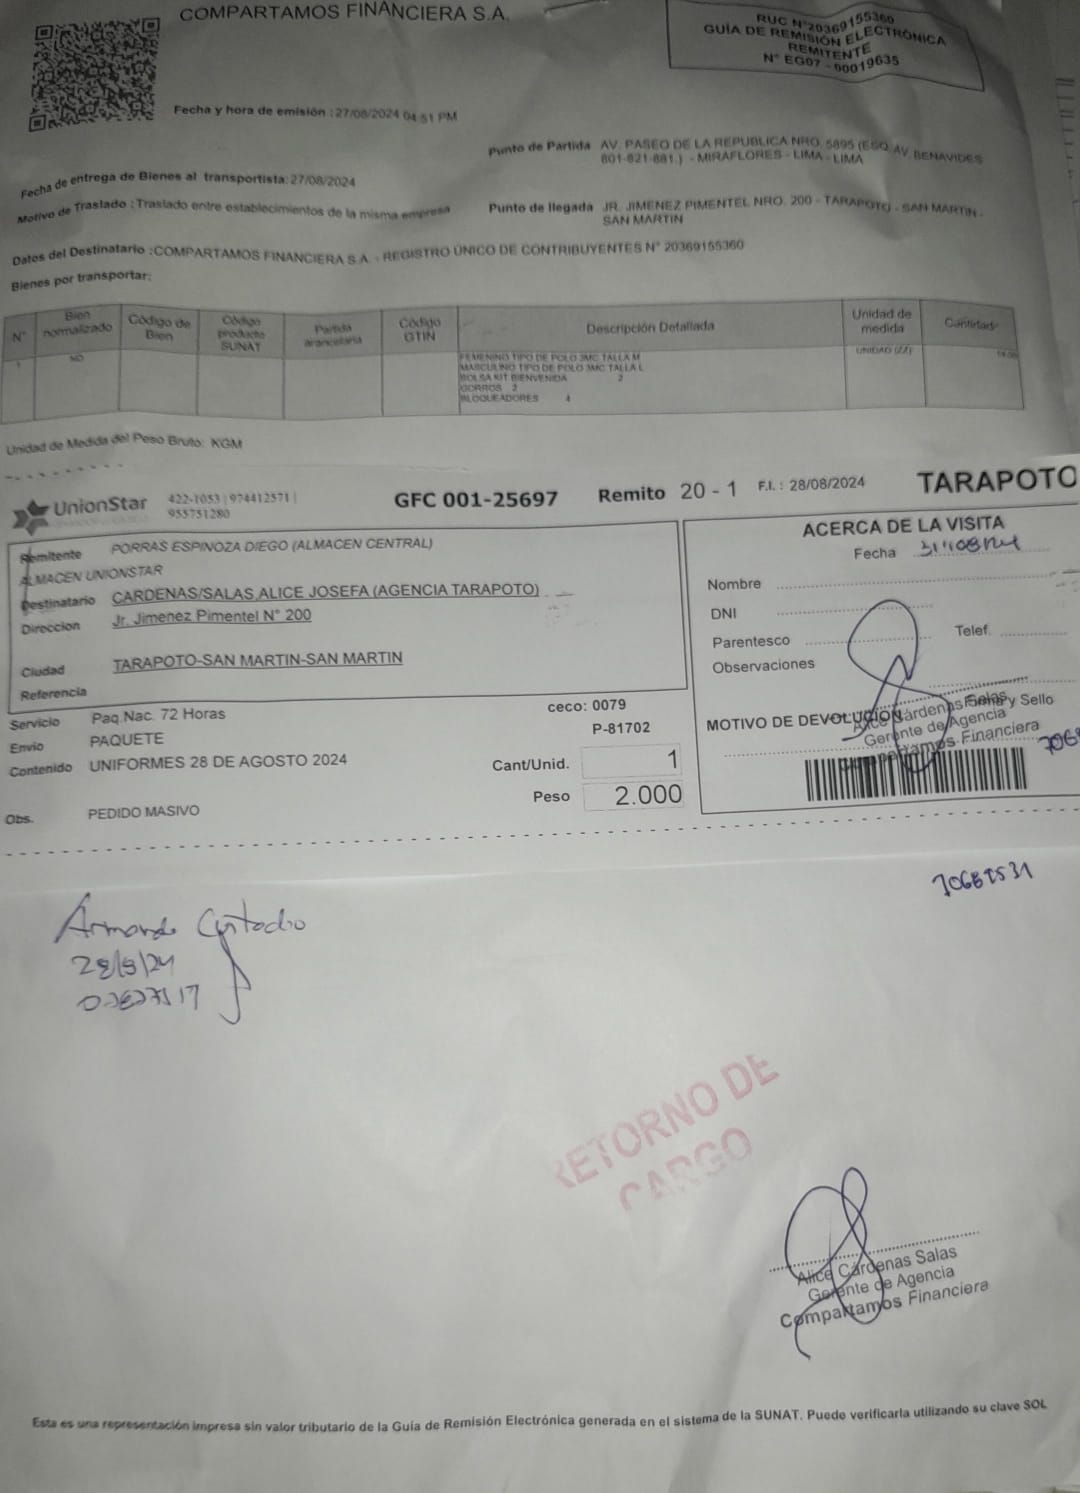 COMPARTAMOS FINANCIERA S.A.
RUC N°20369155360
GUÍA DE REMISIÓN ELECTRÓNICA
REMITENTE
N° EG07 - 00019635
Fecha y hora de emisión : 27/08/2024 04:51 PM
Punto de Partida AV. PASEO DE LA REPUBLICA NRO. 5895 (ESQ AV. BENAVIDES
801-821-881.) - MIRAFLORES - LIMA - LIMA
Fecha de entrega de Bienes al transportista: 27/08/2024
Motivo de Traslado : Traslado entre establecimientos de la misma empresa
Punto de llegada JR. JIMENEZ PIMENTEL NRO. 200 - TARAPOTO - SAN MARTIN -
SAN MARTIN
Datos del Destinatario : COMPARTAMOS FINANCIERA S.A. - REGISTRO ÚNICO DE CONTRIBUYENTES N° 20369155360
Bienes por transportar:
N° Bien normalizado Código de Bien Código producto SUNAT Partida arancelaria Código GTIN Descripción Detallada Unidad de medida Cantidad
1 NO FEMENINO TIPO DE POLO 3MC TALLA M UNIDAD (ZZ)
MASCULINO TIPO DE POLO 3MC TALLA L
BOLSA KIT BIENVENIDA 2
GORROS 2
BLOQUEADORES 4
Unidad de Medida del Peso Bruto: KGM
UnionStar 422-1053 | 974412571 |
955751280
GFC 001-25697 Remito 20 - 1 F.I. : 28/08/2024 TARAPOTO
Remitente PORRAS ESPINOZA DIEGO (ALMACEN CENTRAL)
ALMACEN UNIONSTAR
Destinatario CARDENAS/SALAS,ALICE JOSEFA (AGENCIA TARAPOTO)
Direccion Jr. Jimenez Pimentel N° 200
Ciudad TARAPOTO-SAN MARTIN-SAN MARTIN
Referencia
Servicio Paq.Nac. 72 Horas
Envio PAQUETE
Contenido UNIFORMES 28 DE AGOSTO 2024
Obs. PEDIDO MASIVO
ceco: 0079
P-81702
Cant/Unid. 1
Peso 2.000
ACERCA DE LA VISITA
Fecha
Nombre
DNI
Parentesco Telef.
Observaciones
MOTIVO DE DEVOLUCION Firma y Sello
Alice Cárdenas Salas
Gerente de Agencia
Compartamos Financiera
Armando Custodio
28/8/24
RETORNO DE
CARGO
Alice Cárdenas Salas
Gerente de Agencia
Compartamos Financiera
Esta es una representación impresa sin valor tributario de la Guía de Remisión Electrónica generada en el sistema de la SUNAT. Puede verificarla utilizando su clave SOL